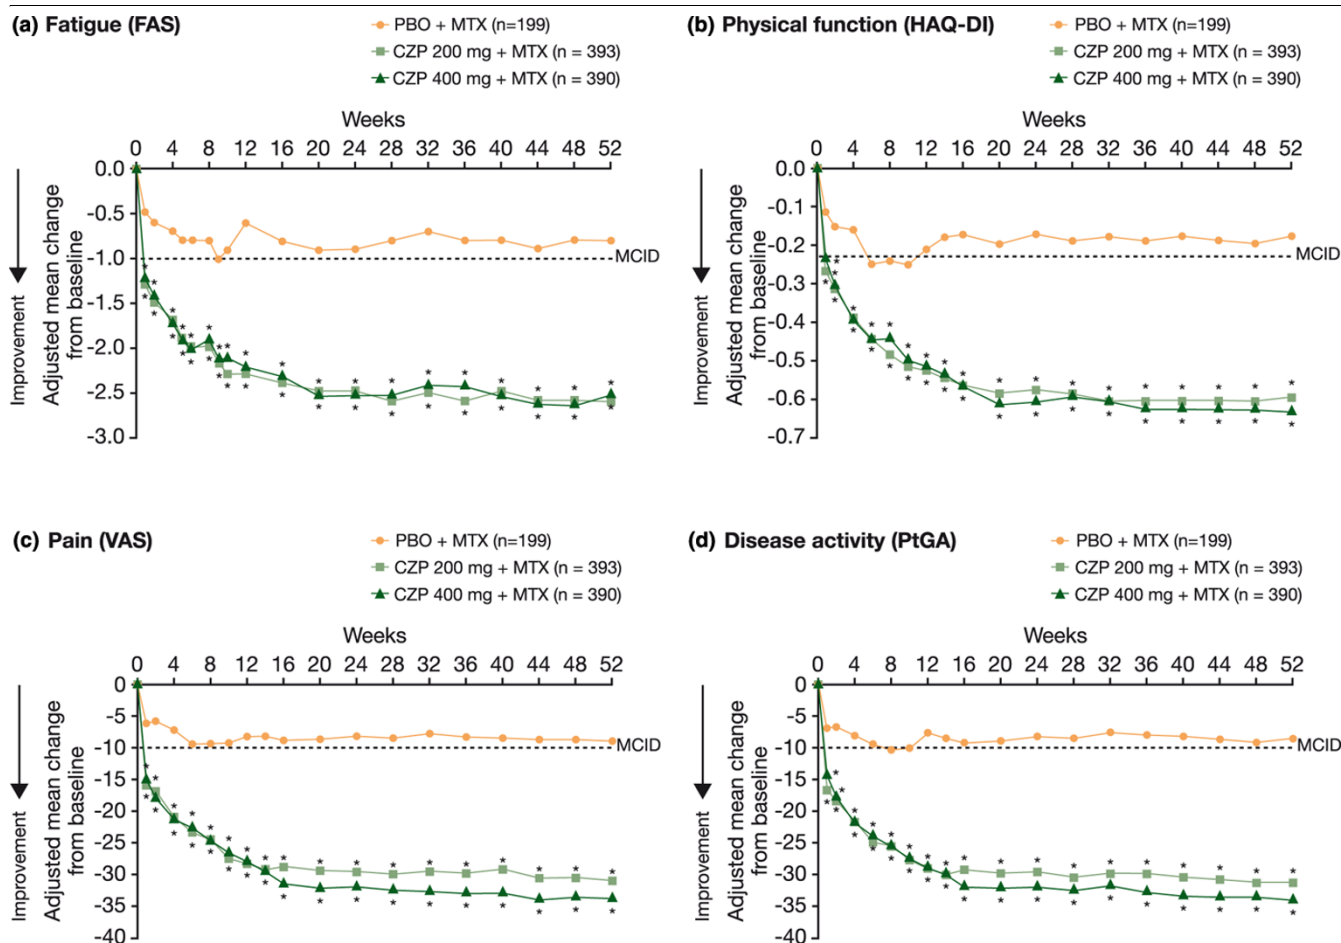 (a) Fatigue (FAS)
PBO + MTX (n=199)
CZP 200 mg + MTX (n = 393)
CZP 400 mg + MTX (n = 390)
Weeks
0 4 8 12 16 20 24 28 32 36 40 44 48 52
0.0
-0.5
-1.0
-1.5
-2.0
-2.5
-3.0
MCID
Improvement
Adjusted mean change
from baseline
(b) Physical function (HAQ-DI)
PBO + MTX (n=199)
CZP 200 mg + MTX (n = 393)
CZP 400 mg + MTX (n = 390)
Weeks
0 4 8 12 16 20 24 28 32 36 40 44 48 52
0.0
-0.1
-0.2
-0.3
-0.4
-0.5
-0.6
-0.7
MCID
Improvement
Adjusted mean change
from baseline
(c) Pain (VAS)
PBO + MTX (n=199)
CZP 200 mg + MTX (n = 393)
CZP 400 mg + MTX (n = 390)
Weeks
0 4 8 12 16 20 24 28 32 36 40 44 48 52
0
-5
-10
-15
-20
-25
-30
-35
-40
MCID
Improvement
Adjusted mean change
from baseline
(d) Disease activity (PtGA)
PBO + MTX (n=199)
CZP 200 mg + MTX (n = 393)
CZP 400 mg + MTX (n = 390)
Weeks
0 4 8 12 16 20 24 28 32 36 40 44 48 52
0
-5
-10
-15
-20
-25
-30
-35
-40
MCID
Improvement
Adjusted mean change
from baseline